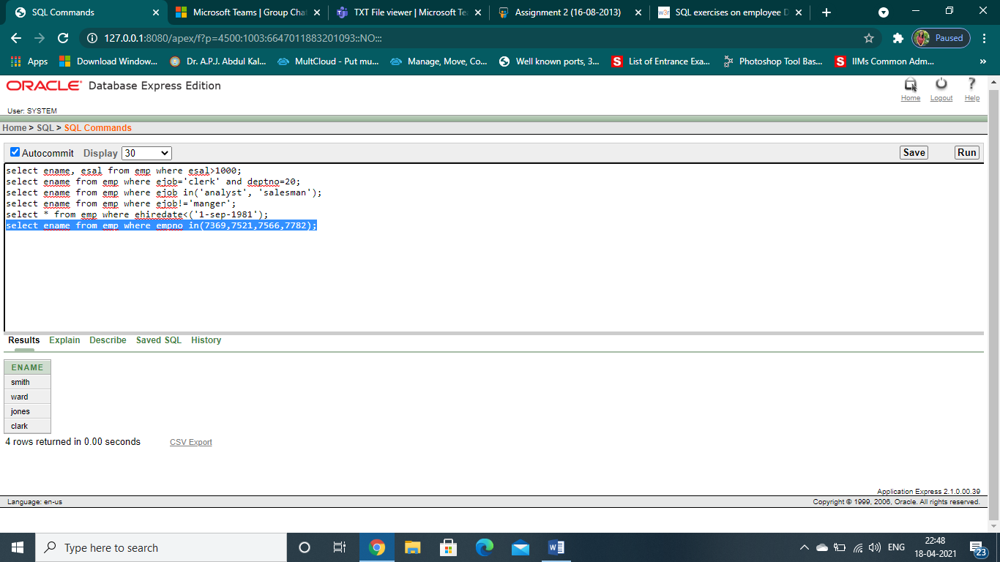 SQL Commands
Microsoft Teams | Group Chat
TXT File viewer | Microsoft Te
Assignment 2 (16-08-2013)
w3r
SQL exercises on employee D
127.0.0.1:8080/apex/f?p=4500:1003:6647011883201093::NO:::
Paused
Apps
Download Window...
Dr. A.P.J. Abdul Kal...
MultCloud - Put mu...
Manage, Move, Co...
Well known ports, 3...
S
List of Entrance Exa...
Photoshop Tool Bas...
S
IIMs Common Adm...
»
ORACLE Database Express Edition
Home
Logout
?
Help
User: SYSTEM
Home > SQL > SQL Commands
Autocommit Display 30
Save
Run
select ename, esal from emp where esal>1000;
select ename from emp where ejob='clerk' and deptno=20;
select ename from emp where ejob in('analyst', 'salesman');
select ename from emp where ejob!='manger';
select * from emp where ehiredate<('1-sep-1981');
select ename from emp where empno in(7369,7521,7566,7782);
Results Explain Describe Saved SQL History
ENAME
smith
ward
jones
clark
4 rows returned in 0.00 seconds
CSV Export
Application Express 2.1.0.00.39
Language: en-us
Copyright © 1999, 2006, Oracle. All rights reserved.
Type here to search
W
ENG
22:48
18-04-2021
23